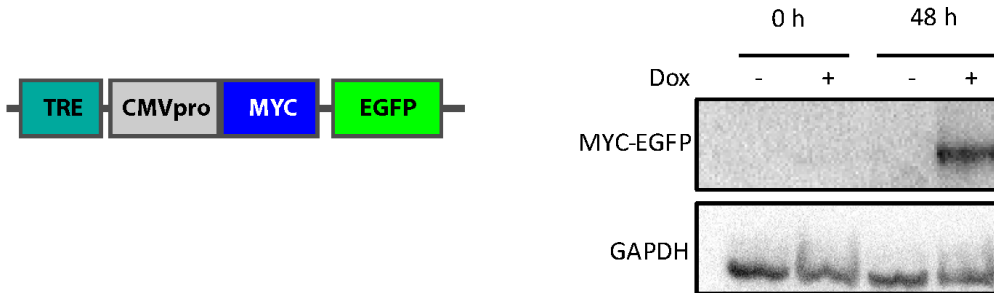 TRE CMVpro MYC EGFP
0 h 48 h
Dox - + - +
MYC-EGFP
GAPDH